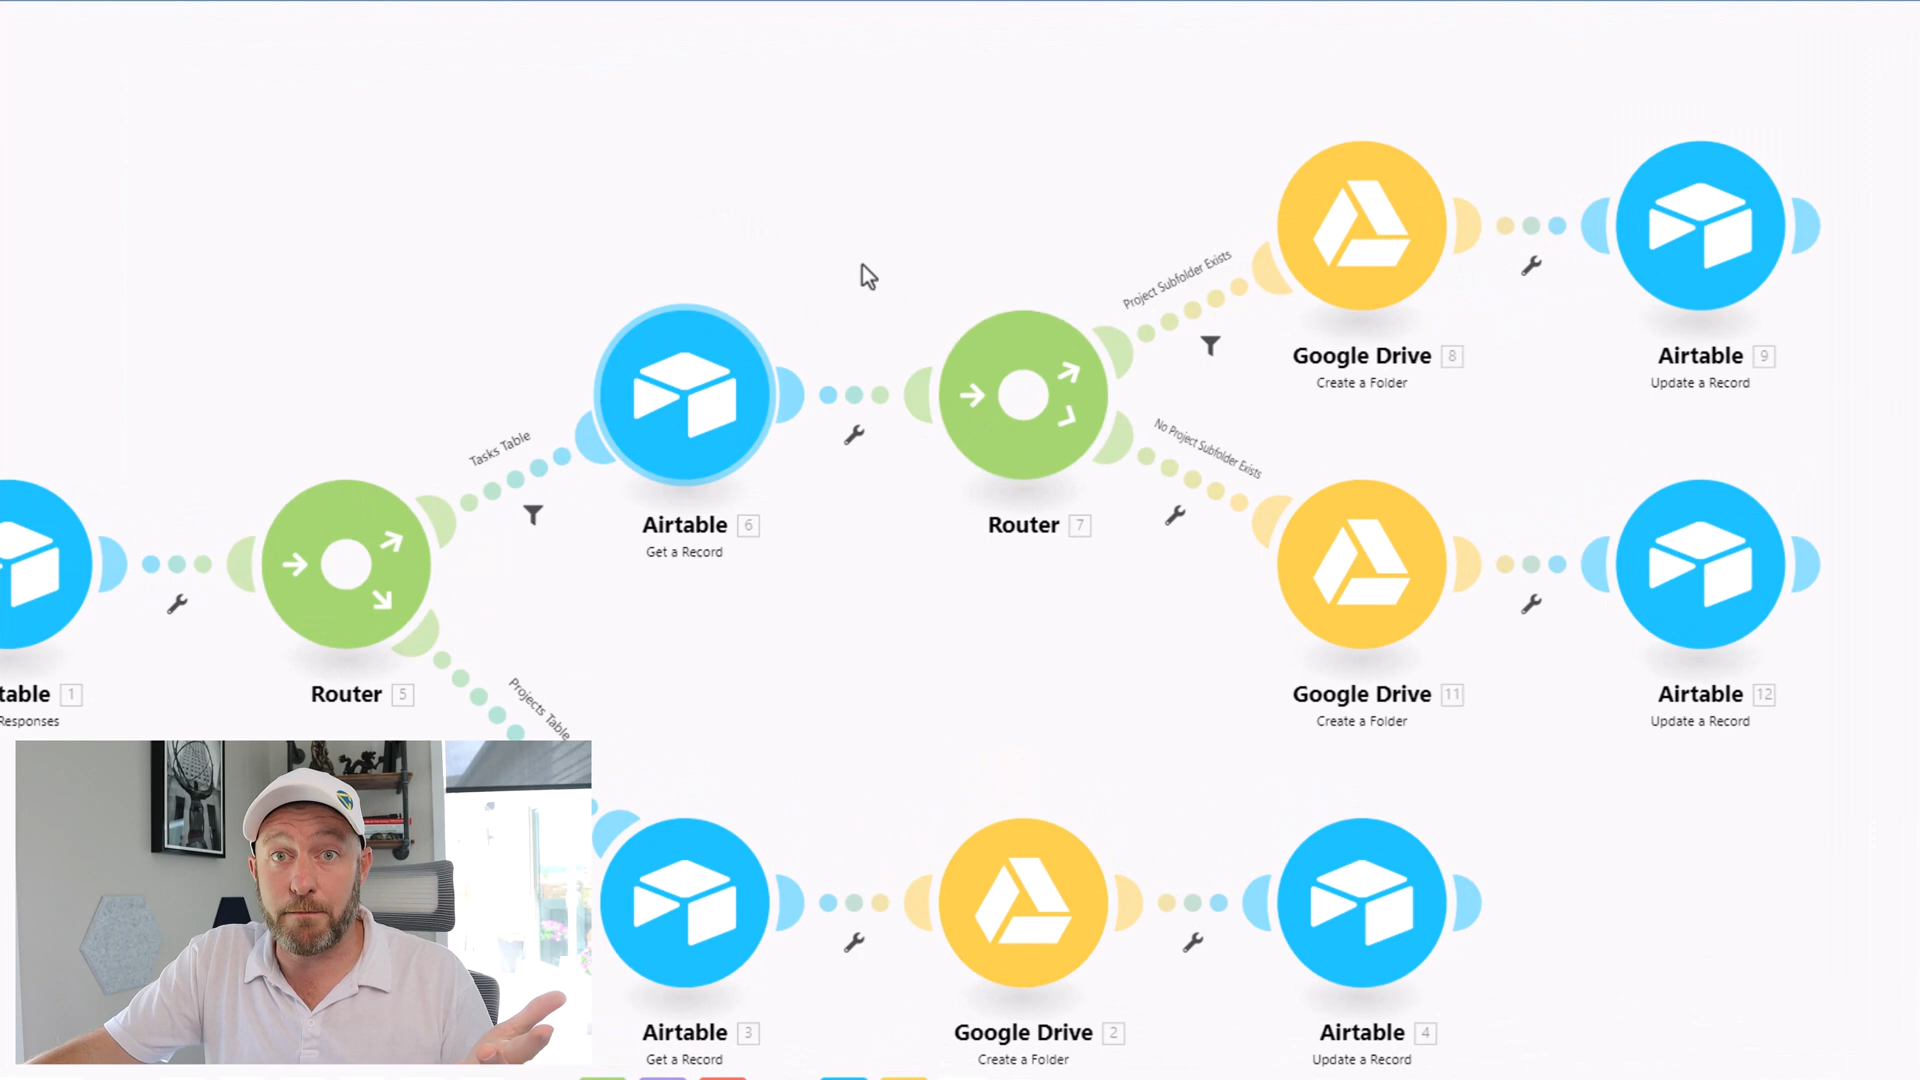 Project Subfolder Exists
Google Drive 8
Create a Folder
Airtable 9
Update a Record
Tasks Table
Airtable 6
Get a Record
Router 7
No Project Subfolder Exists
Google Drive 11
Create a Folder
Airtable 12
Update a Record
table 1
Responses
Router 5
Projects Table
Airtable 3
Get a Record
Google Drive 2
Create a Folder
Airtable 4
Update a Record